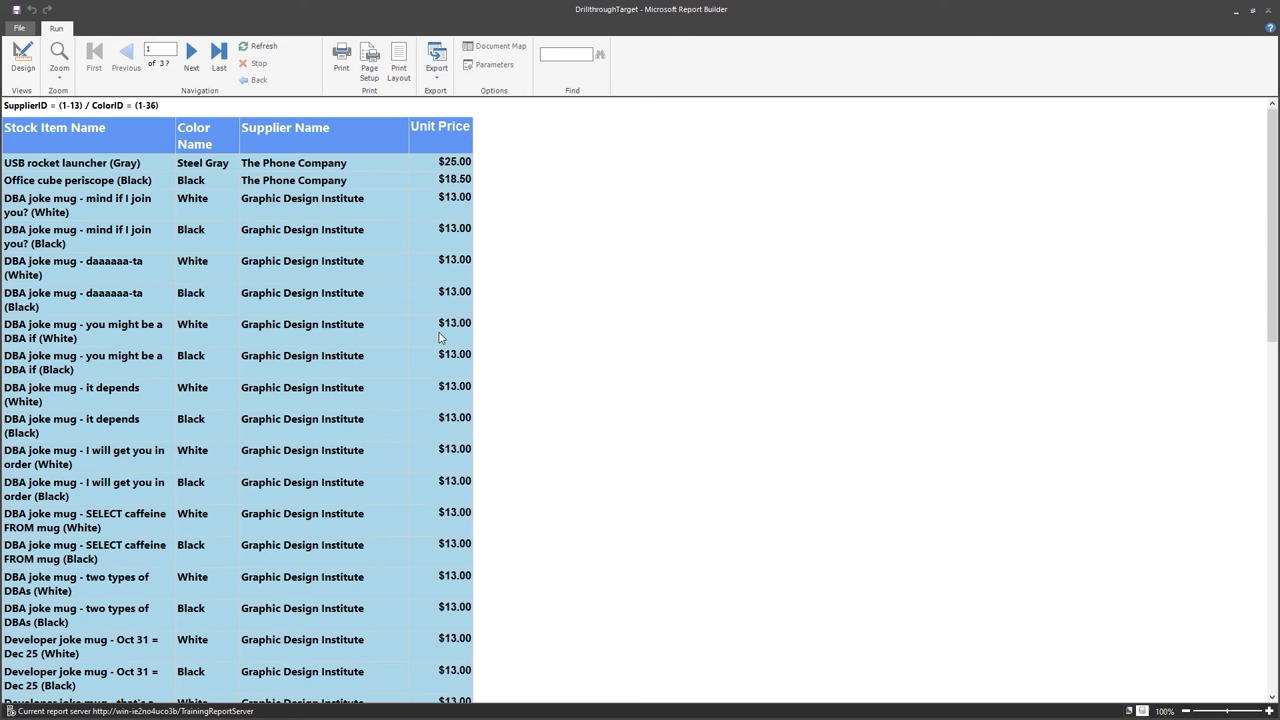 DrillthroughTarget - Microsoft Report Builder
File
Run
Design
Zoom
First
Previous
1
of 3 ?
Next
Last
Refresh
Stop
Back
Print
Page Setup
Print Layout
Export
Document Map
Parameters
Views
Zoom
Navigation
Print
Export
Options
Find
SupplierID = (1-13) / ColorID = (1-36)
Stock Item Name Color Name Supplier Name Unit Price
USB rocket launcher (Gray) Steel Gray The Phone Company $25.00
Office cube periscope (Black) Black The Phone Company $18.50
DBA joke mug - mind if I join White Graphic Design Institute $13.00
you? (White)
DBA joke mug - mind if I join Black Graphic Design Institute $13.00
you? (Black)
DBA joke mug - daaaaaa-ta White Graphic Design Institute $13.00
(White)
DBA joke mug - daaaaaa-ta Black Graphic Design Institute $13.00
(Black)
DBA joke mug - you might be a White Graphic Design Institute $13.00
DBA if (White)
DBA joke mug - you might be a Black Graphic Design Institute $13.00
DBA if (Black)
DBA joke mug - it depends White Graphic Design Institute $13.00
(White)
DBA joke mug - it depends Black Graphic Design Institute $13.00
(Black)
DBA joke mug - I will get you in White Graphic Design Institute $13.00
order (White)
DBA joke mug - I will get you in Black Graphic Design Institute $13.00
order (Black)
DBA joke mug - SELECT caffeine White Graphic Design Institute $13.00
FROM mug (White)
DBA joke mug - SELECT caffeine Black Graphic Design Institute $13.00
FROM mug (Black)
DBA joke mug - two types of White Graphic Design Institute $13.00
DBAs (White)
DBA joke mug - two types of Black Graphic Design Institute $13.00
DBAs (Black)
Developer joke mug - Oct 31 = White Graphic Design Institute $13.00
Dec 25 (White)
Developer joke mug - Oct 31 = Black Graphic Design Institute $13.00
Dec 25 (Black)
Current report server http://win-ie2no4uco3b/TrainingReportServer
100%